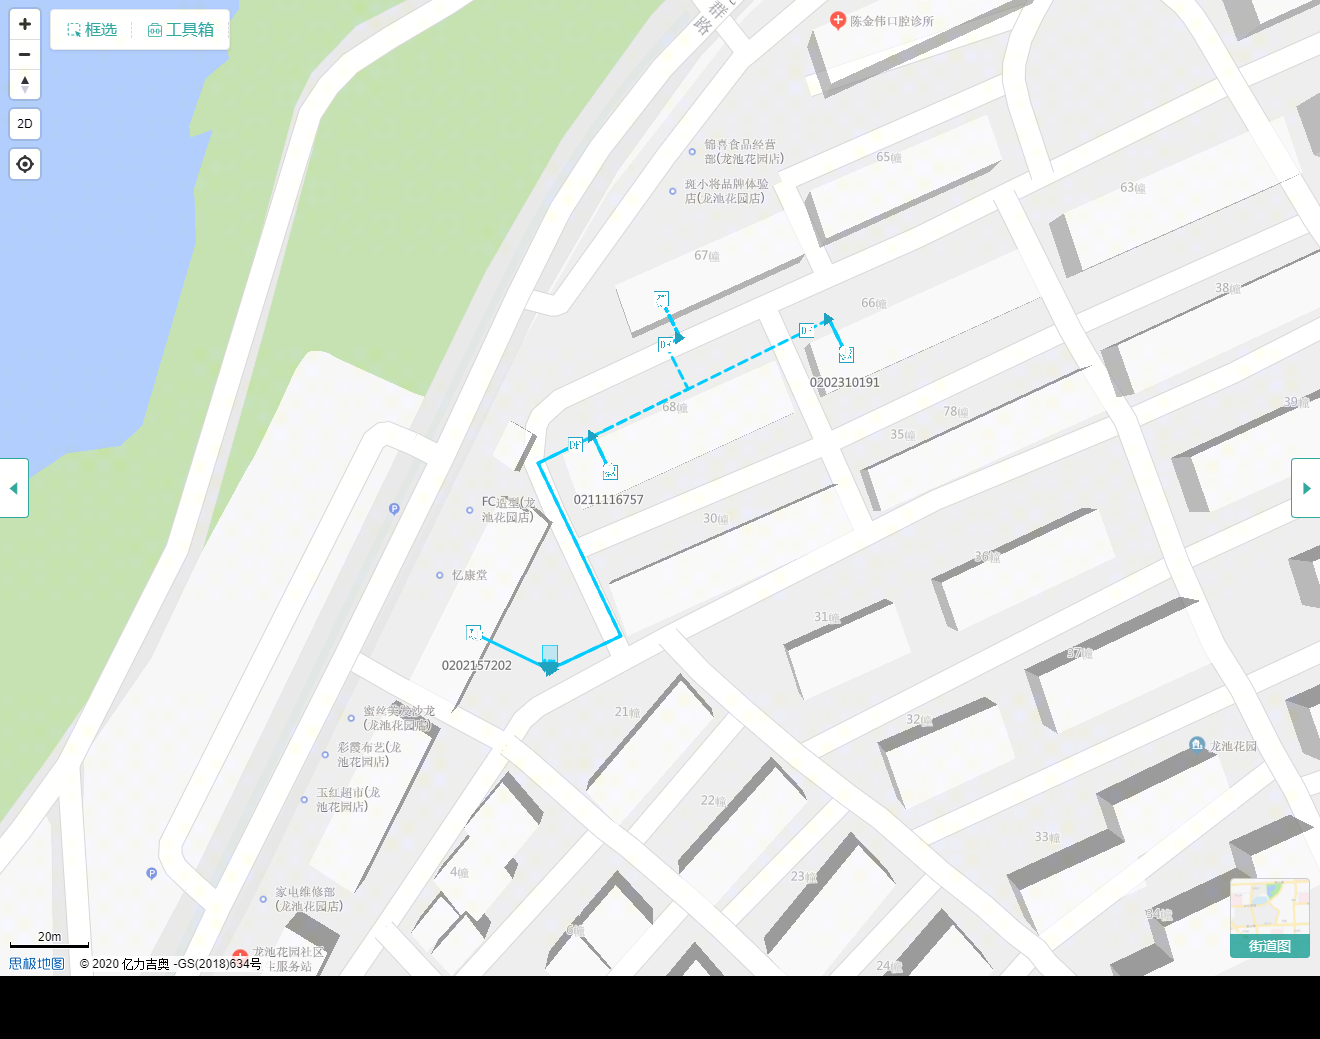 框选
工具箱
2D
群
路
陈金伟口腔诊所
锦喜食品经营
部(龙池花园店)
斑小将品牌体验
店(龙池花园店)
65幢
63幢
67幢
38幢
66幢
DF
0202310191
68幢
78幢
39幢
35幢
DF
0211116757
FC造型(龙
池花园店)
30幢
忆康堂
36幢
31幢
0202157202
37幢
蜜丝美发沙龙
(龙池花园店)
21幢
32幢
龙池花园
彩霞布艺(龙
池花园店)
玉红超市(龙
池花园店)
22幢
33幢
4幢
23幢
家电维修部
(龙池花园店)
34幢
6幢
20m
龙池花园社区
生服务站
24幢
街道图
思极地图
© 2020 亿力吉奥 -GS(2018)634号